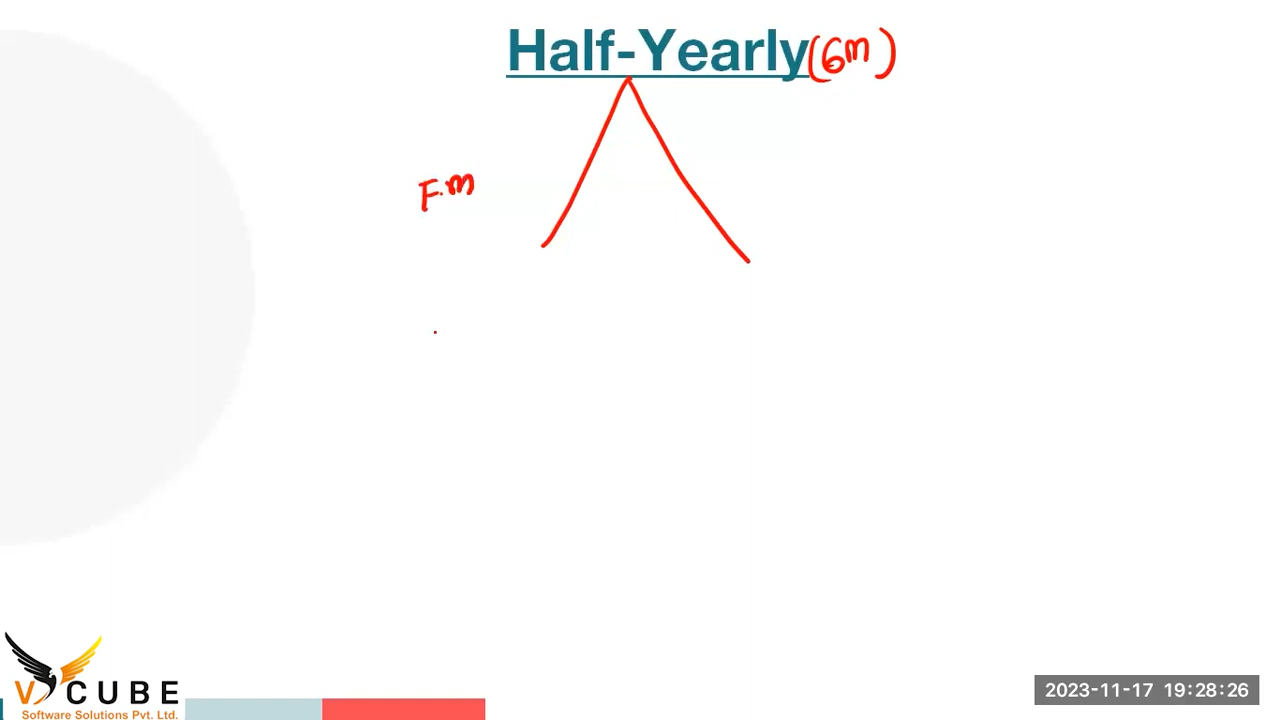 Half-Yearly(6m)
F.m
V CUBE
Software Solutions Pvt. Ltd.
2023-11-17 19:28:26